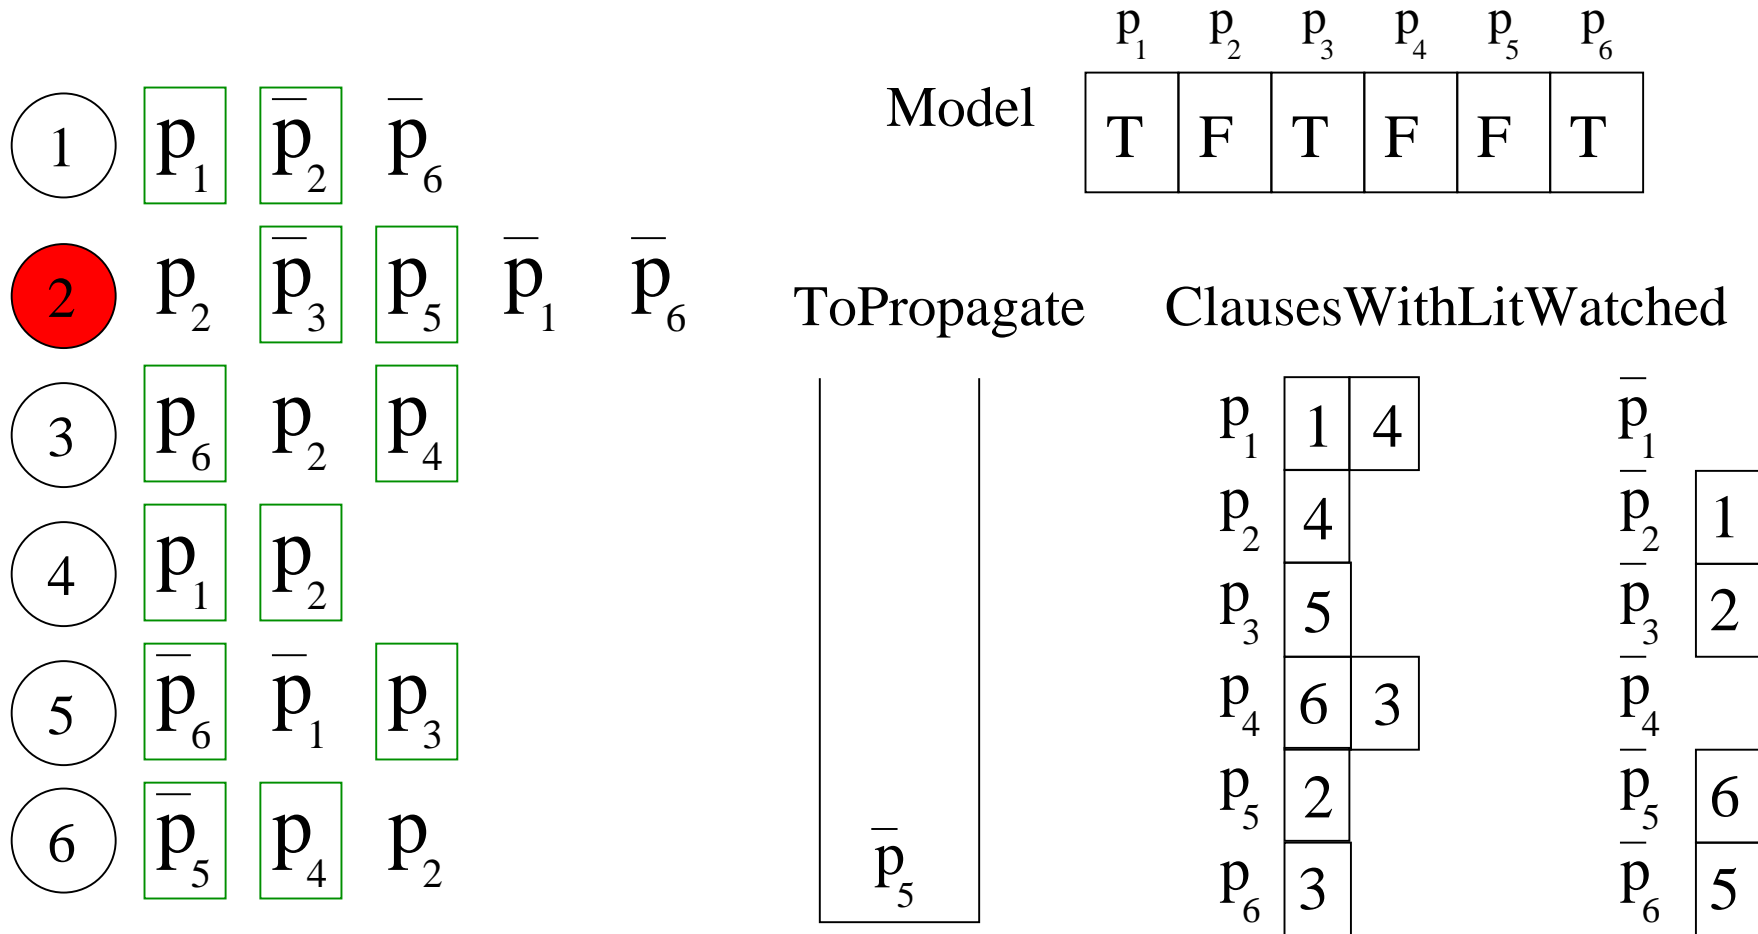 p₁ p₂ p₃ p₄ p₅ p₆
Model T F T F F T
1 p₁ p̅₂ p̅₆
2 p₂ p̅₃ p₅ p̅₁ p̅₆
3 p₆ p₂ p₄
4 p₁ p₂
5 p̅₆ p̅₁ p₃
6 p̅₅ p₄ p₂
ToPropagate
p̅₅
ClausesWithLitWatched
p₁ 1 4 p̅₁
p₂ 4 p̅₂ 1
p₃ 5 p̅₃ 2
p₄ 6 3 p̅₄
p₅ 2 p̅₅ 6
p₆ 3 p̅₆ 5